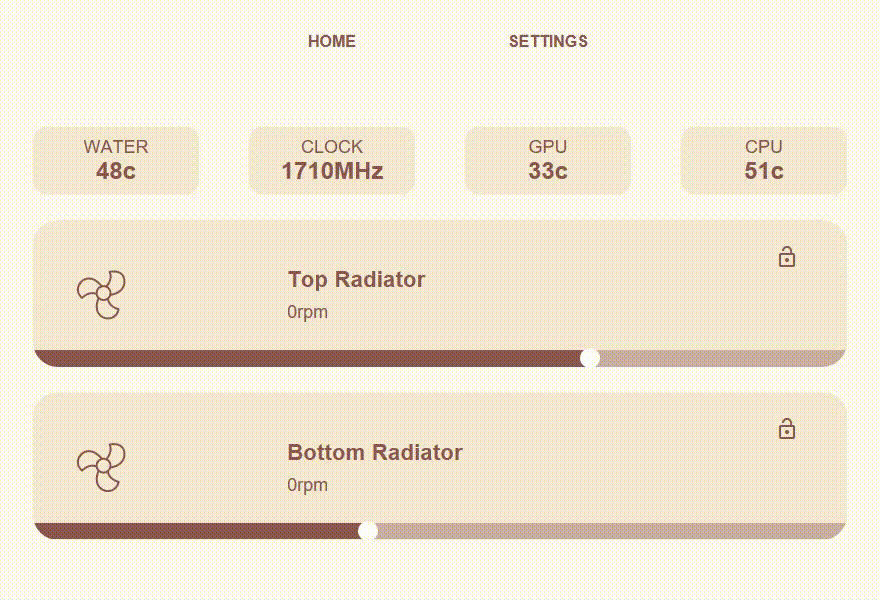 HOME
SETTINGS
WATER
48c
CLOCK
1710MHz
GPU
33c
CPU
51c
Top Radiator
0rpm
Bottom Radiator
0rpm